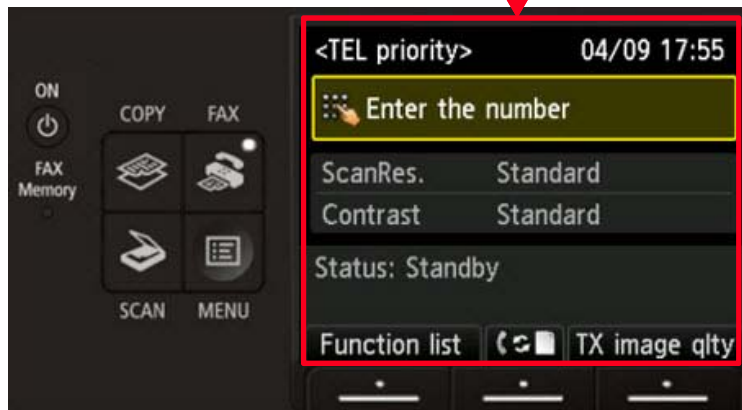 ON
COPY FAX
FAX
Memory
SCAN MENU
<TEL priority> 04/09 17:55
Enter the number
ScanRes. Standard
Contrast Standard
Status: Standby
Function list TX image qlty